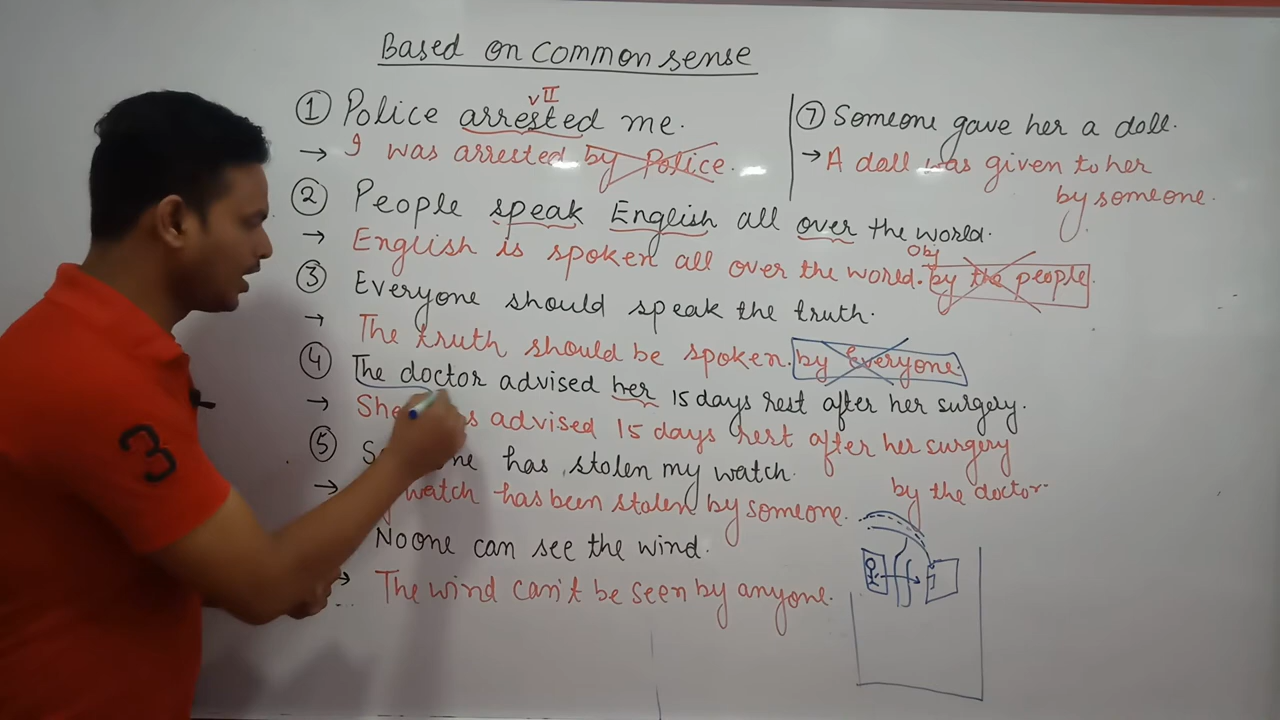 Based on Common sense
① Police arrested me.
v II
→ I was arrested by Police.
② People speak English all over the world.
→ English is spoken all over the world. by the people.
Obj
③ Everyone should speak the truth.
→ The truth should be spoken. by everyone.
④ The doctor advised her 15 days rest after her surgery.
→ She advised 15 days rest after her surgery
by the doctor.
⑤ has stolen my watch.
→ watch has been stolen by someone.
No one can see the wind.
→ The wind can't be seen by anyone.
⑦ Someone gave her a doll.
→ A doll was given to her
by someone.
3